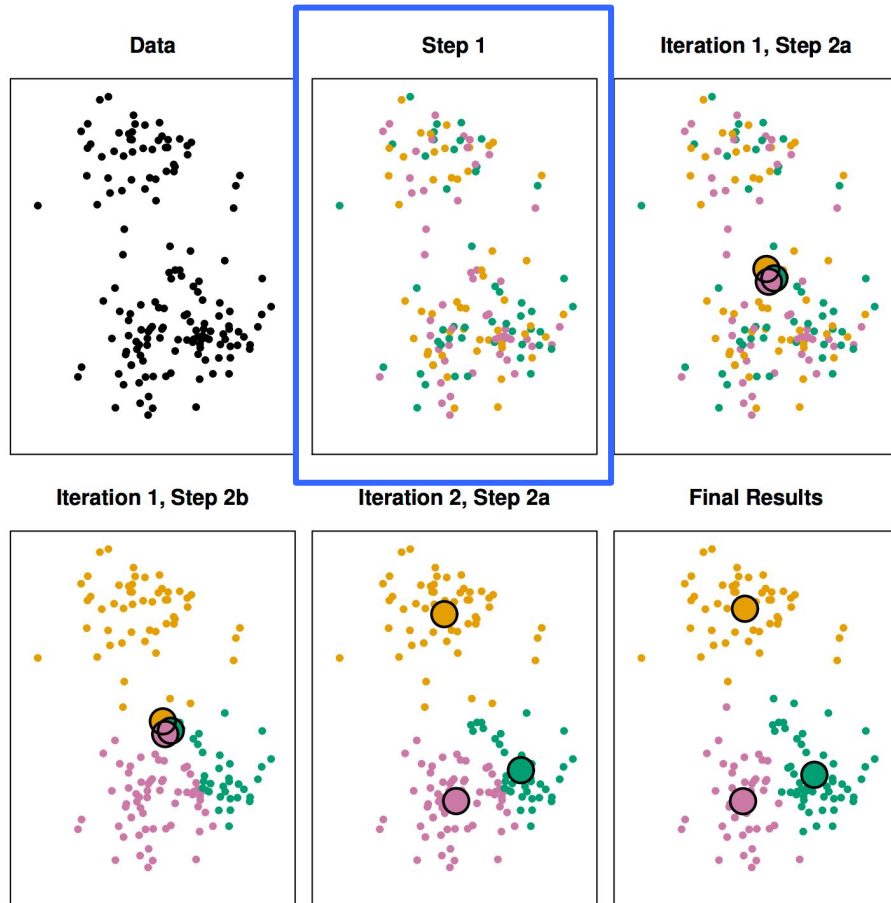 Data
Step 1
Iteration 1, Step 2a
Iteration 1, Step 2b
Iteration 2, Step 2a
Final Results